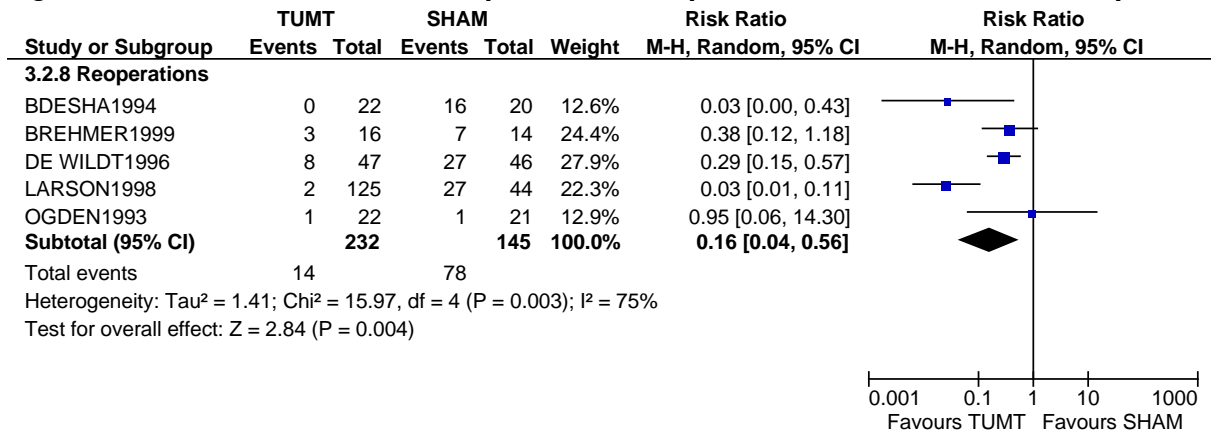 TUMT SHAM Risk Ratio Risk Ratio
Study or Subgroup Events Total Events Total Weight M-H, Random, 95% CI M-H, Random, 95% CI
3.2.8 Reoperations
BDESHA1994 0 22 16 20 12.6% 0.03 [0.00, 0.43]
BREHMER1999 3 16 7 14 24.4% 0.38 [0.12, 1.18]
DE WILDT1996 8 47 27 46 27.9% 0.29 [0.15, 0.57]
LARSON1998 2 125 27 44 22.3% 0.03 [0.01, 0.11]
OGDEN1993 1 22 1 21 12.9% 0.95 [0.06, 14.30]
Subtotal (95% CI) 232 145 100.0% 0.16 [0.04, 0.56]
Total events 14 78
Heterogeneity: Tau² = 1.41; Chi² = 15.97, df = 4 (P = 0.003); I² = 75%
Test for overall effect: Z = 2.84 (P = 0.004)
0.001 0.1 1 10 1000
Favours TUMT Favours SHAM